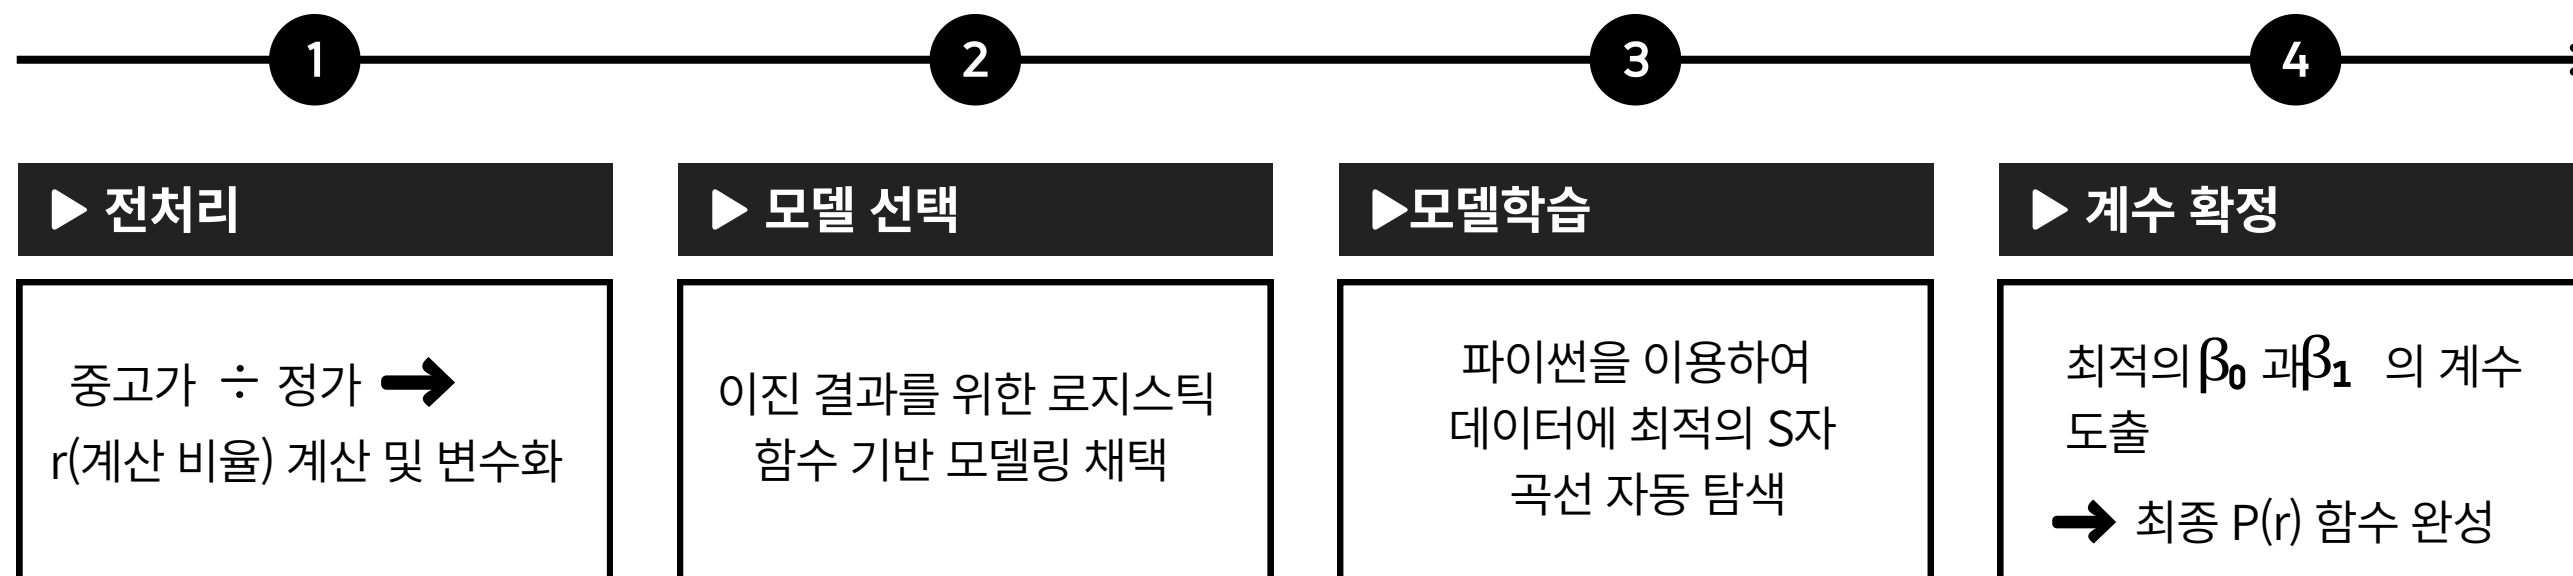 1
2
3
4
▶ 전처리
중고가 ÷ 정가 →
r(계산 비율) 계산 및 변수화
▶ 모델 선택
이진 결과를 위한 로지스틱
함수 기반 모델링 채택
▶모델학습
파이썬을 이용하여
데이터에 최적의 S자
곡선 자동 탐색
▶ 계수 확정
최적의 β₀ 과 β₁ 의 계수
도출
→ 최종 P(r) 함수 완성